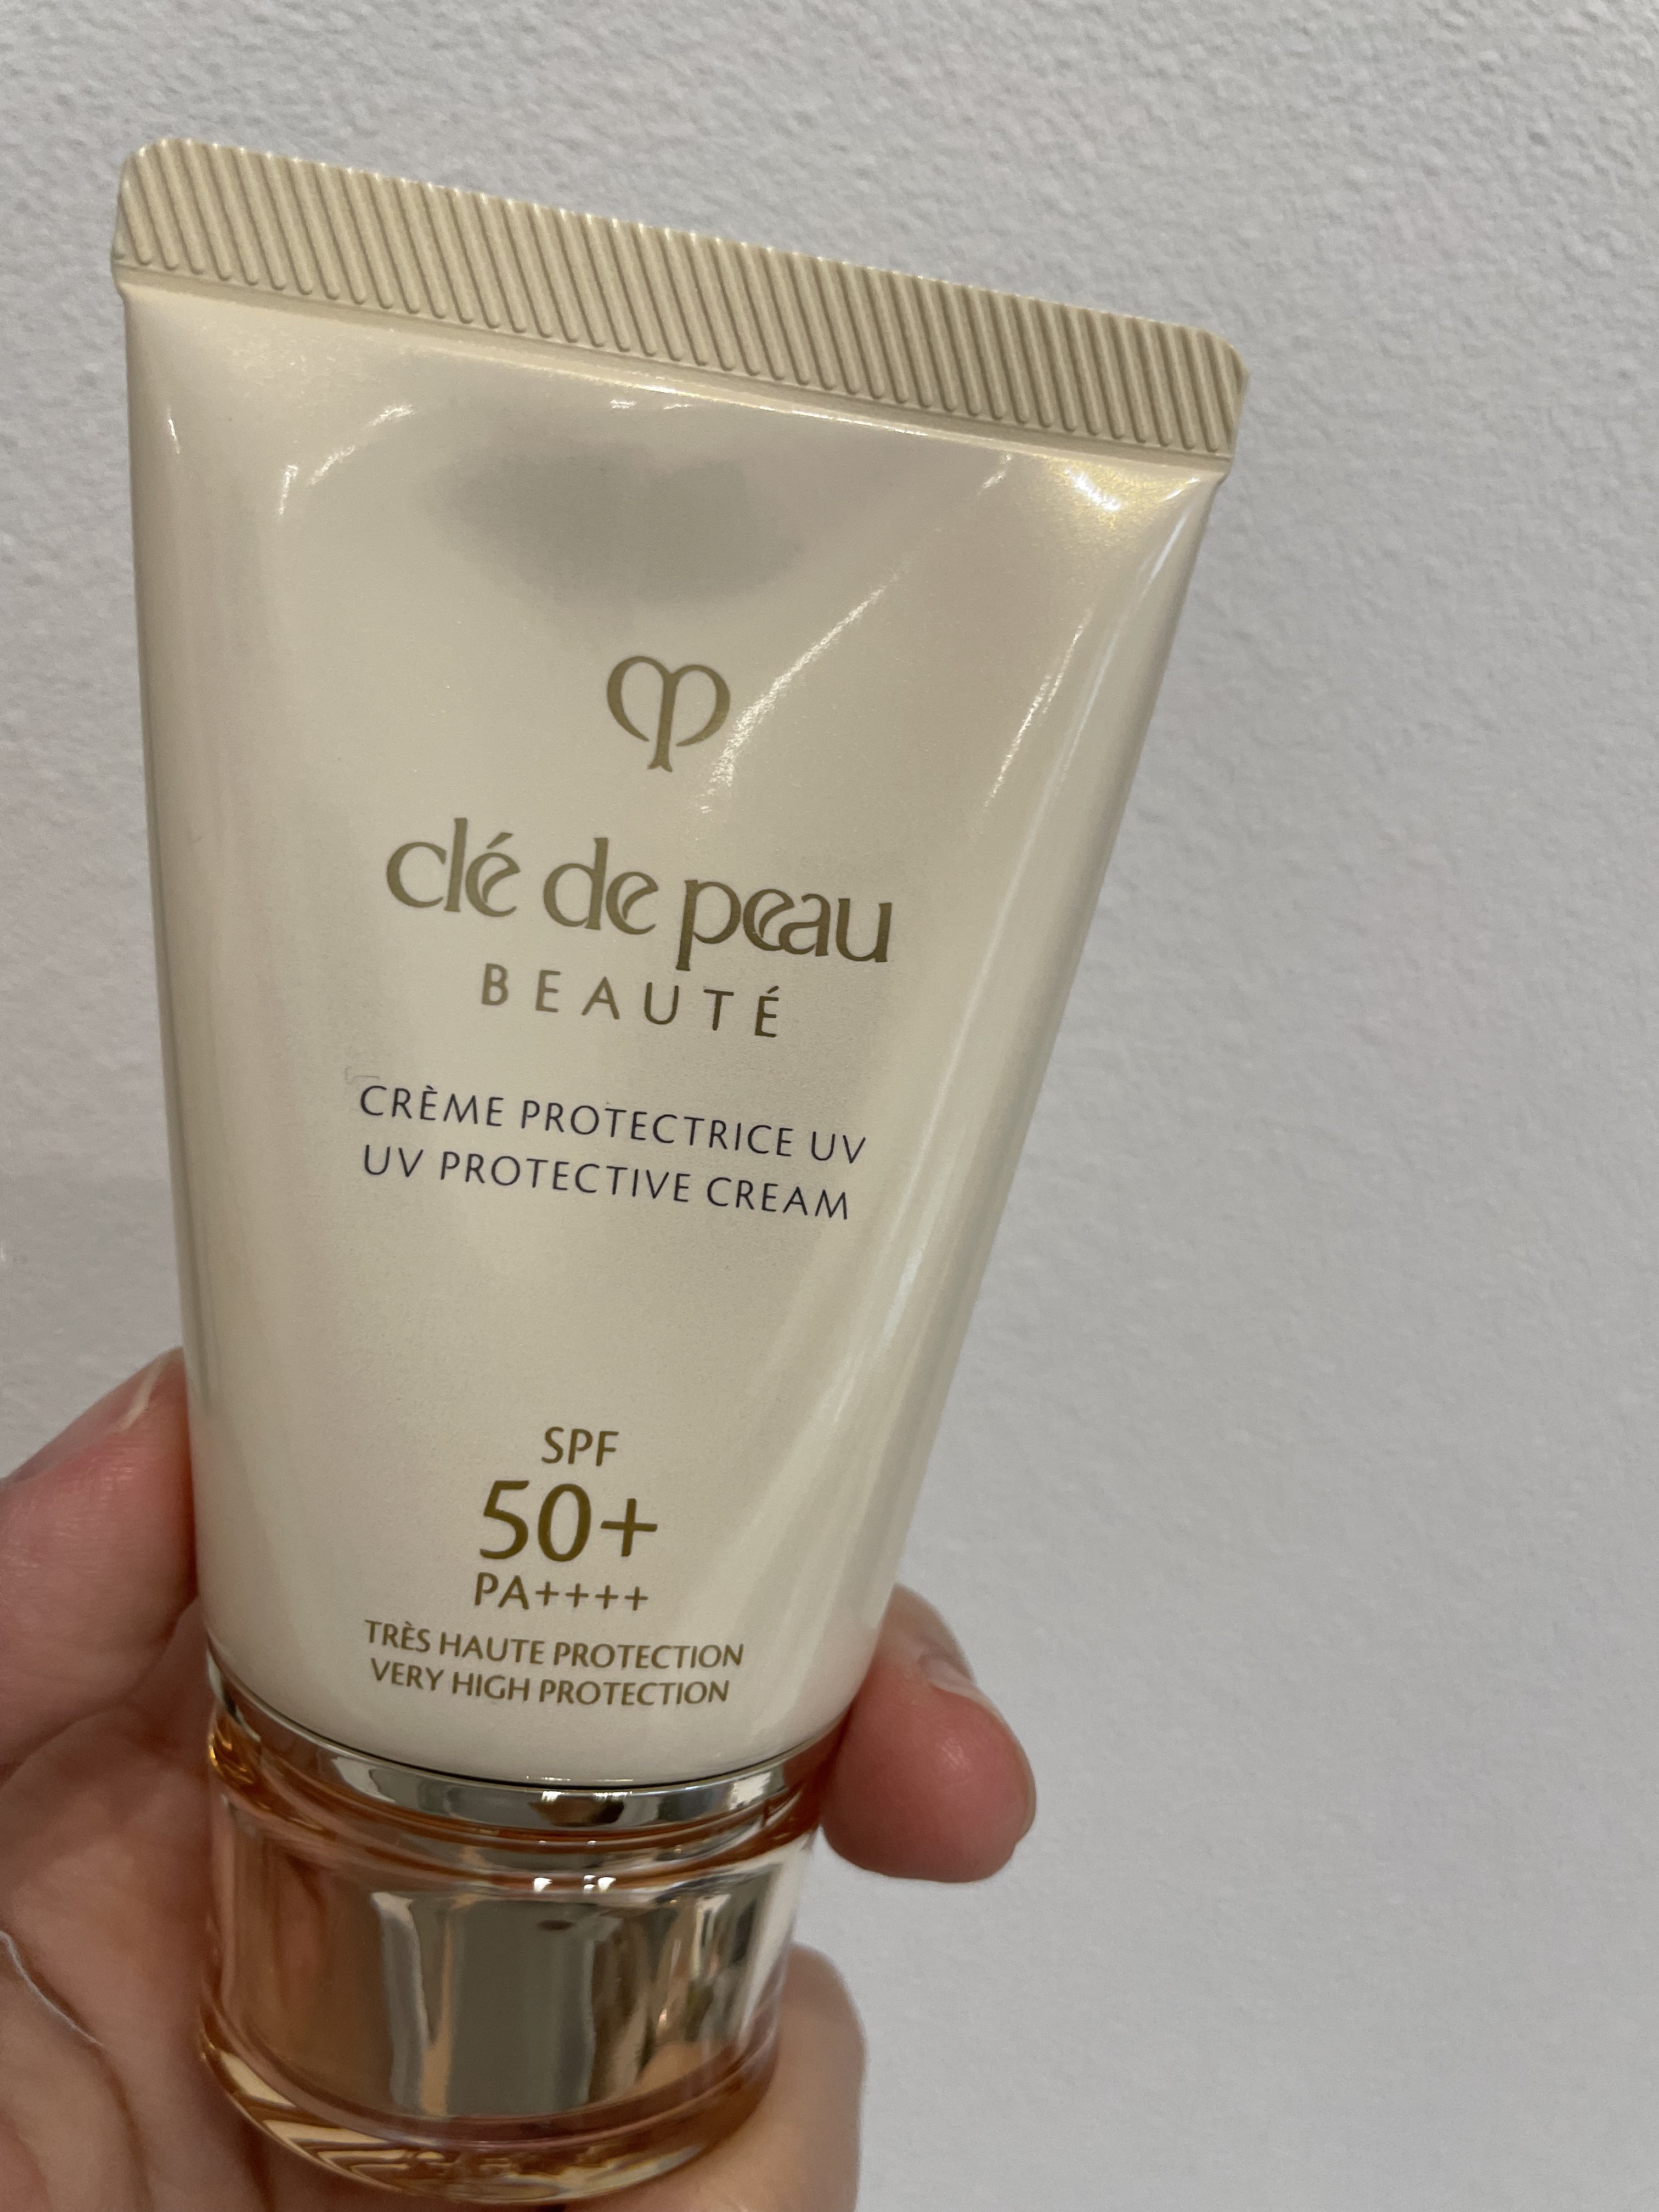 clé de peau
BEAUTÉ
CRÈME PROTECTRICE UV
UV PROTECTIVE CREAM
SPF
50+
PA++++
TRÈS HAUTE PROTECTION
VERY HIGH PROTECTION